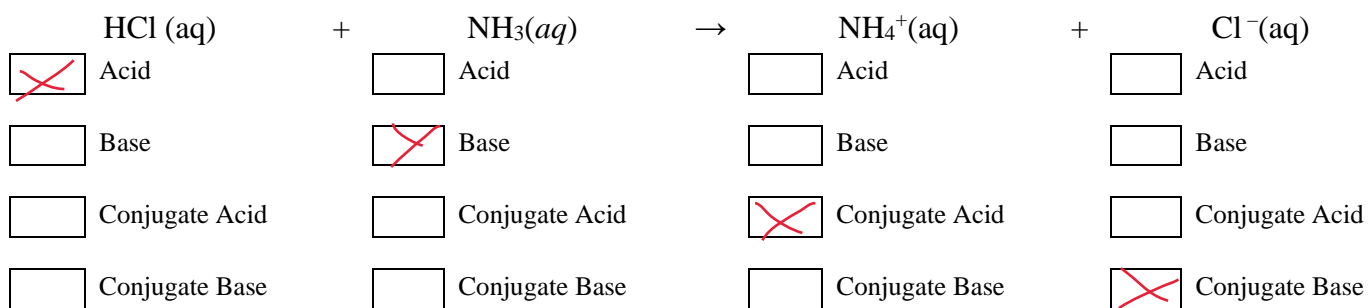 HCl (aq) + NH₃(aq) → NH₄⁺(aq) + Cl⁻(aq)
Acid Acid Acid Acid
Base Base Base Base
Conjugate Acid Conjugate Acid Conjugate Acid Conjugate Acid
Conjugate Base Conjugate Base Conjugate Base Conjugate Base